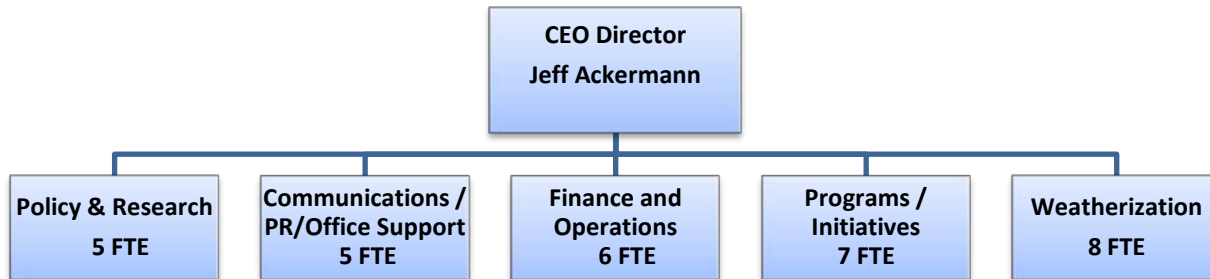 CEO Director
Jeff Ackermann
Policy & Research
5 FTE
Communications /
PR/Office Support
5 FTE
Finance and
Operations
6 FTE
Programs /
Initiatives
7 FTE
Weatherization
8 FTE